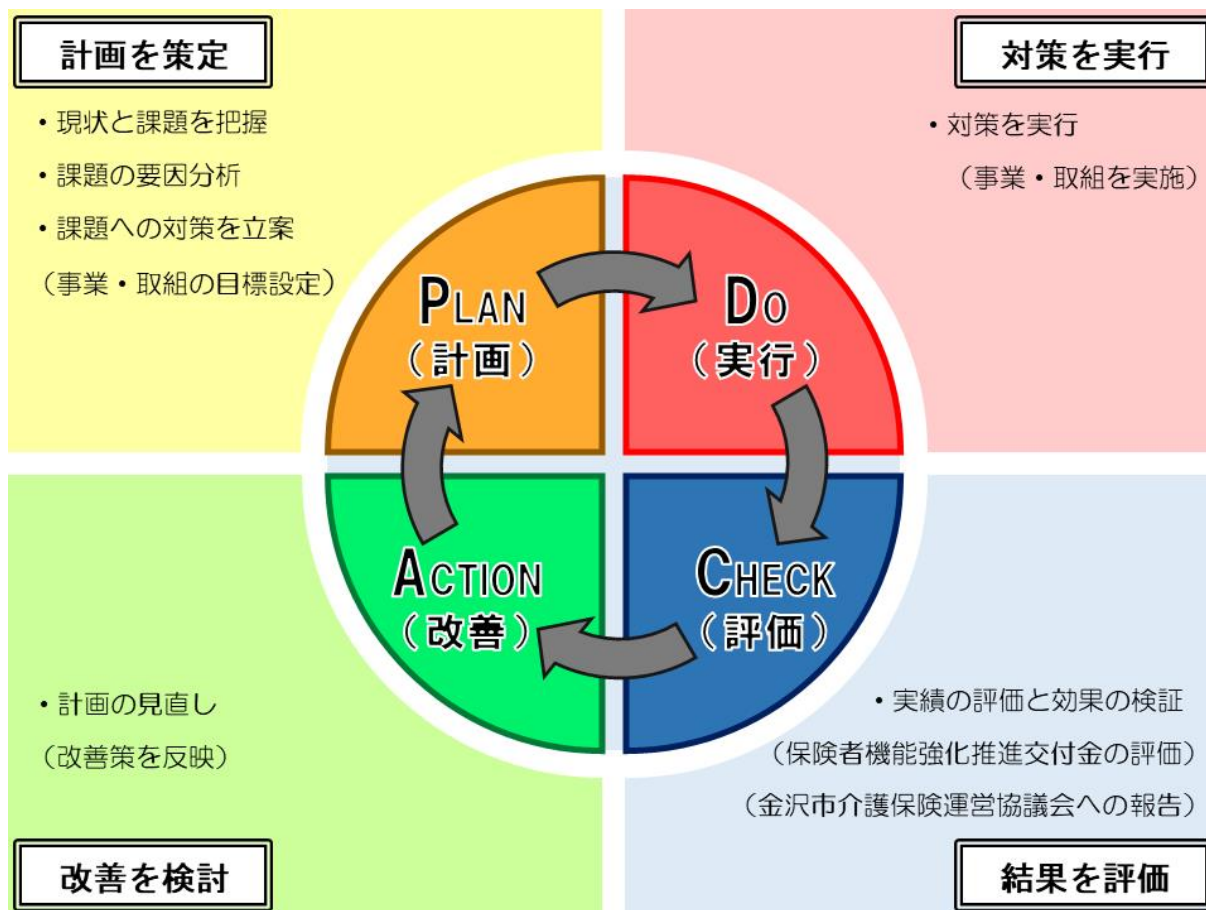 計画を策定
・現状と課題を把握
・課題の要因分析
・課題への対策を立案
（事業・取組の目標設定）
対策を実行
・対策を実行
（事業・取組を実施）
PLAN
（計画）
DO
（実行）
ACTION
（改善）
CHECK
（評価）
・計画の見直し
（改善策を反映）
改善を検討
・実績の評価と効果の検証
（保険者機能強化推進交付金の評価）
（金沢市介護保険運営協議会への報告）
結果を評価